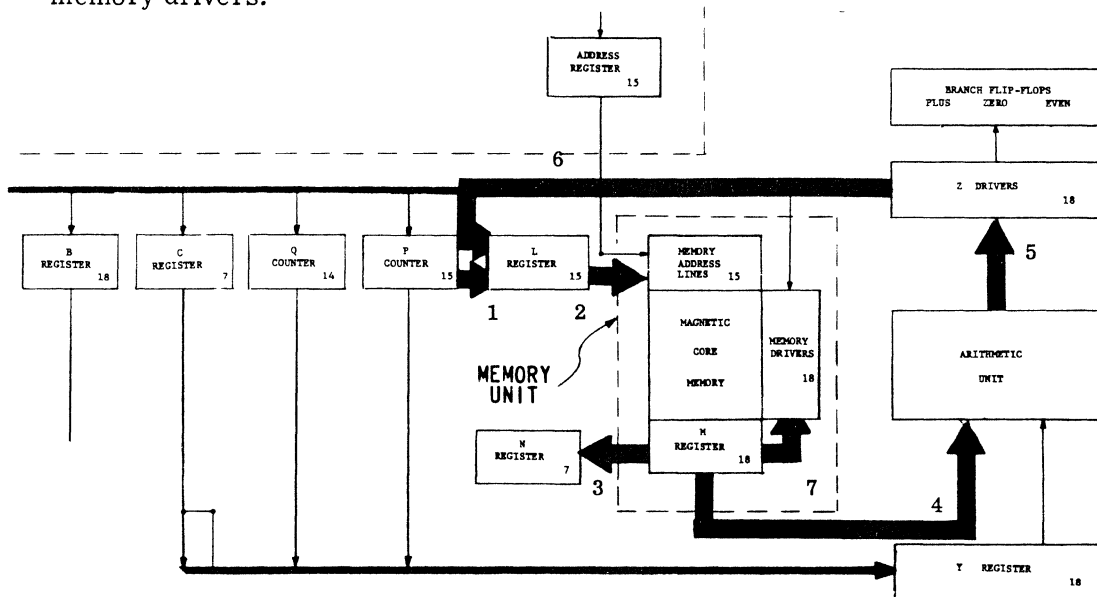 memory drivers.
ADDRESS
REGISTER
15
BRANCH FLIP-FLOPS
PLUS ZERO EVEN
6
Z DRIVERS
18
B
REGISTER
18
C
REGISTER
7
Q
COUNTER
14
P
COUNTER
15
L
REGISTER
15
MEMORY
ADDRESS
LINES
15
5
1
2
MAGNETIC
CORE
MEMORY
MEMORY
DRIVERS
18
ARITHMETIC
UNIT
MEMORY
UNIT
N
REGISTER
7
M
REGISTER
18
3
7
4
Y REGISTER
18